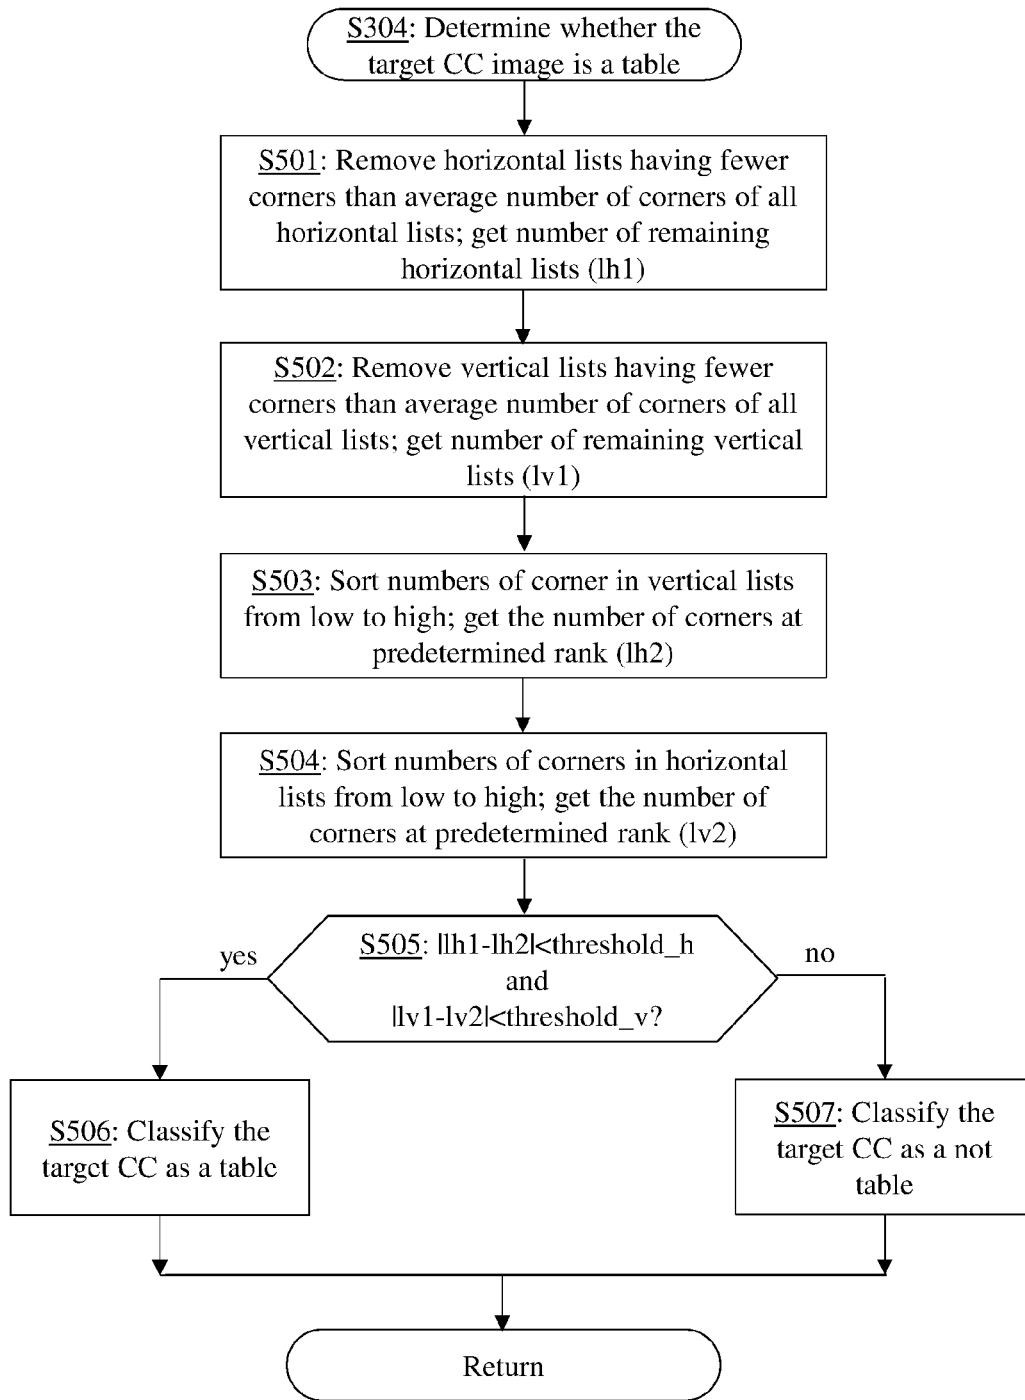 S304: Determine whether the
target CC image is a table
S501: Remove horizontal lists having fewer
corners than average number of corners of all
horizontal lists; get number of remaining
horizontal lists (lh1)
S502: Remove vertical lists having fewer
corners than average number of corners of all
vertical lists; get number of remaining vertical
lists (lv1)
S503: Sort numbers of corner in vertical lists
from low to high; get the number of corners at
predetermined rank (lh2)
S504: Sort numbers of corners in horizontal
lists from low to high; get the number of
corners at predetermined rank (lv2)
S505: |lh1-lh2|<threshold_h
and
|lv1-lv2|<threshold_v?
yes
no
S506: Classify the
target CC as a table
S507: Classify the
target CC as a not
table
Return